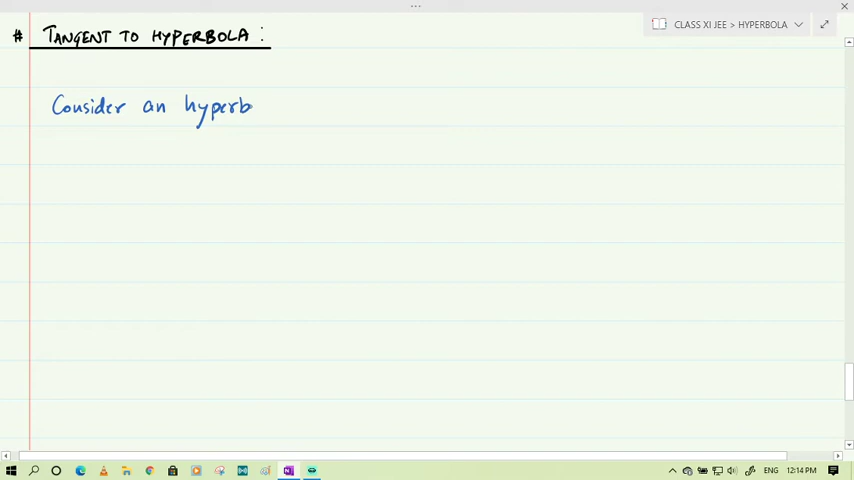 CLASS XI JEE > HYPERBOLA
# TANGENT TO HYPERBOLA :
Consider an hyperb
ENG 12:14 PM